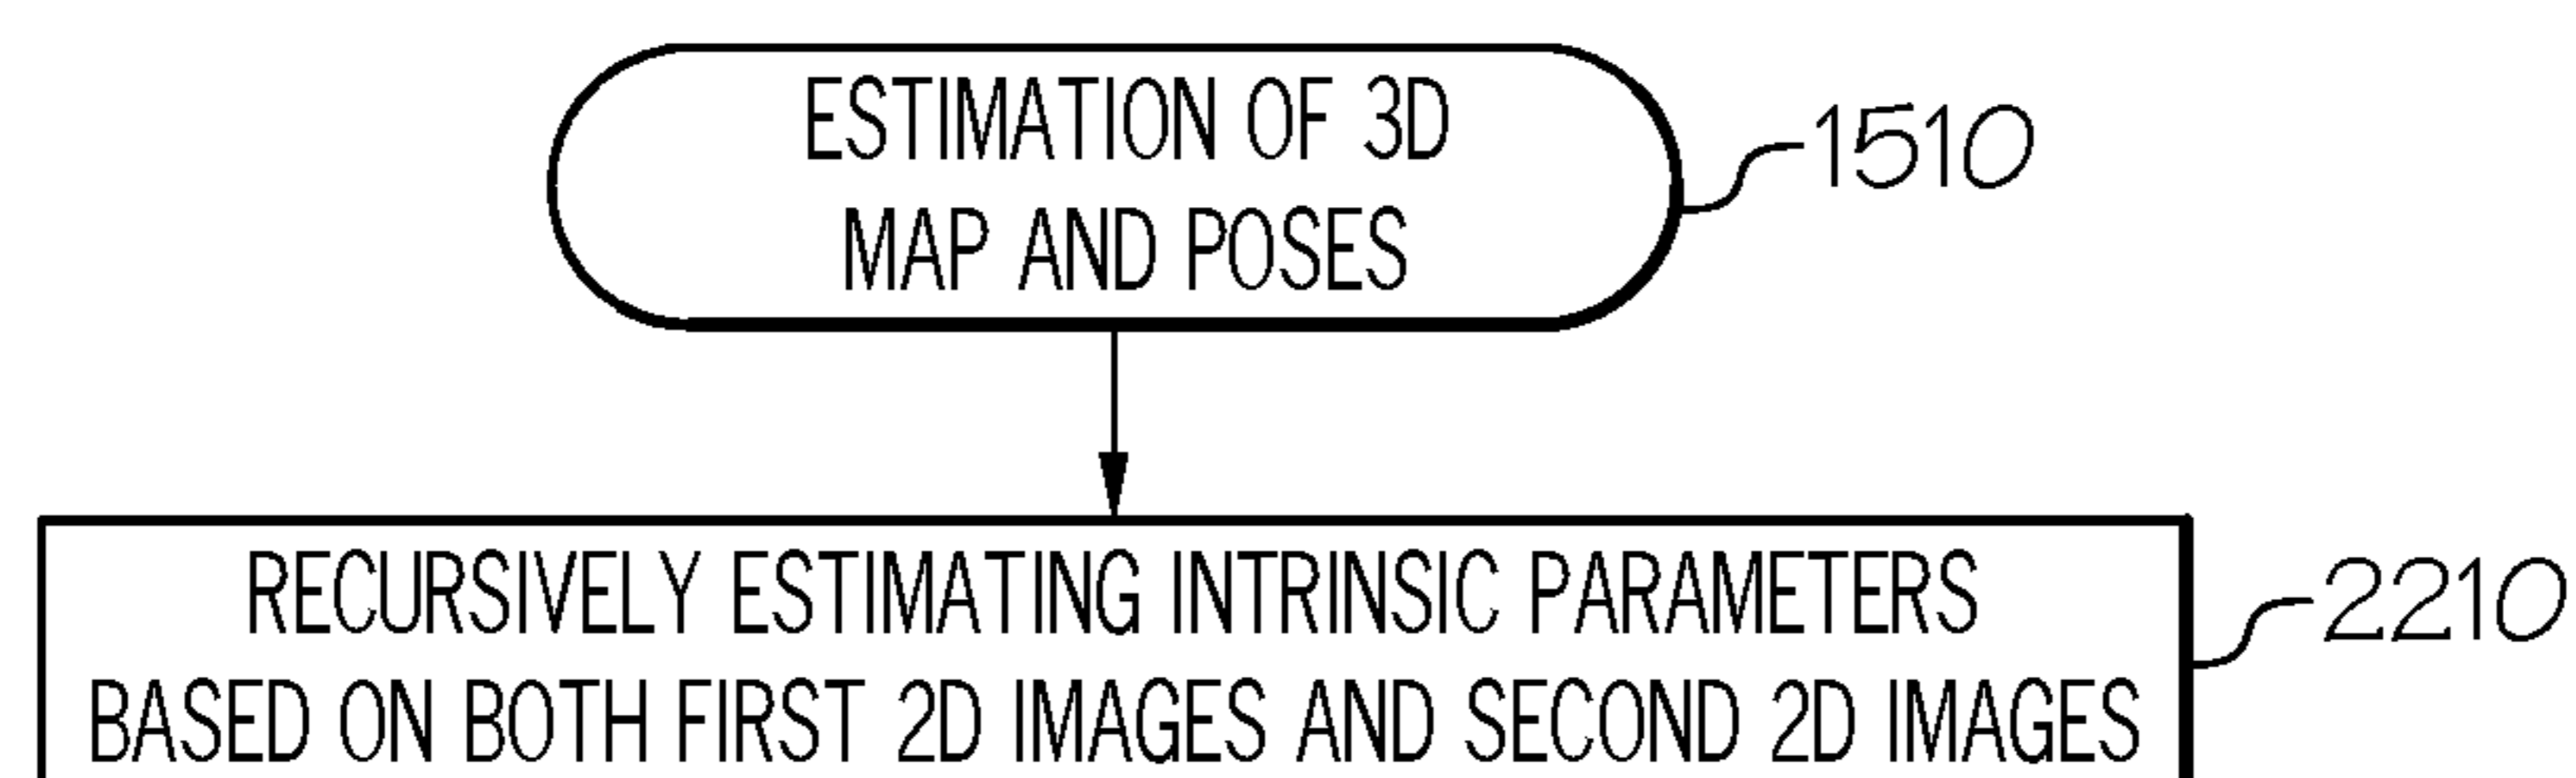 ESTIMATION OF 3D
MAP AND POSES
1510
RECURSIVELY ESTIMATING INTRINSIC PARAMETERS
BASED ON BOTH FIRST 2D IMAGES AND SECOND 2D IMAGES
2210